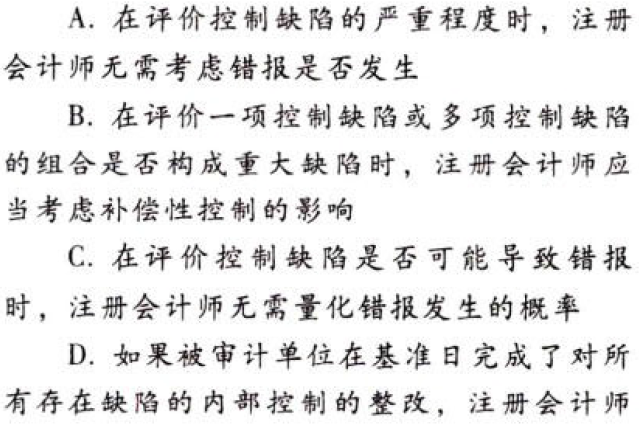 A. 在评价控制缺陷的严重程度时，注册
会计师无需考虑错报是否发生
B. 在评价一项控制缺陷或多项控制缺陷
的组合是否构成重大缺陷时，注册会计师应
当考虑补偿性控制的影响
C. 在评价控制缺陷是否可能导致错报
时，注册会计师无需量化错报发生的概率
D. 如果被审计单位在基准日完成了对所
有存在缺陷的内部控制的整改，注册会计师